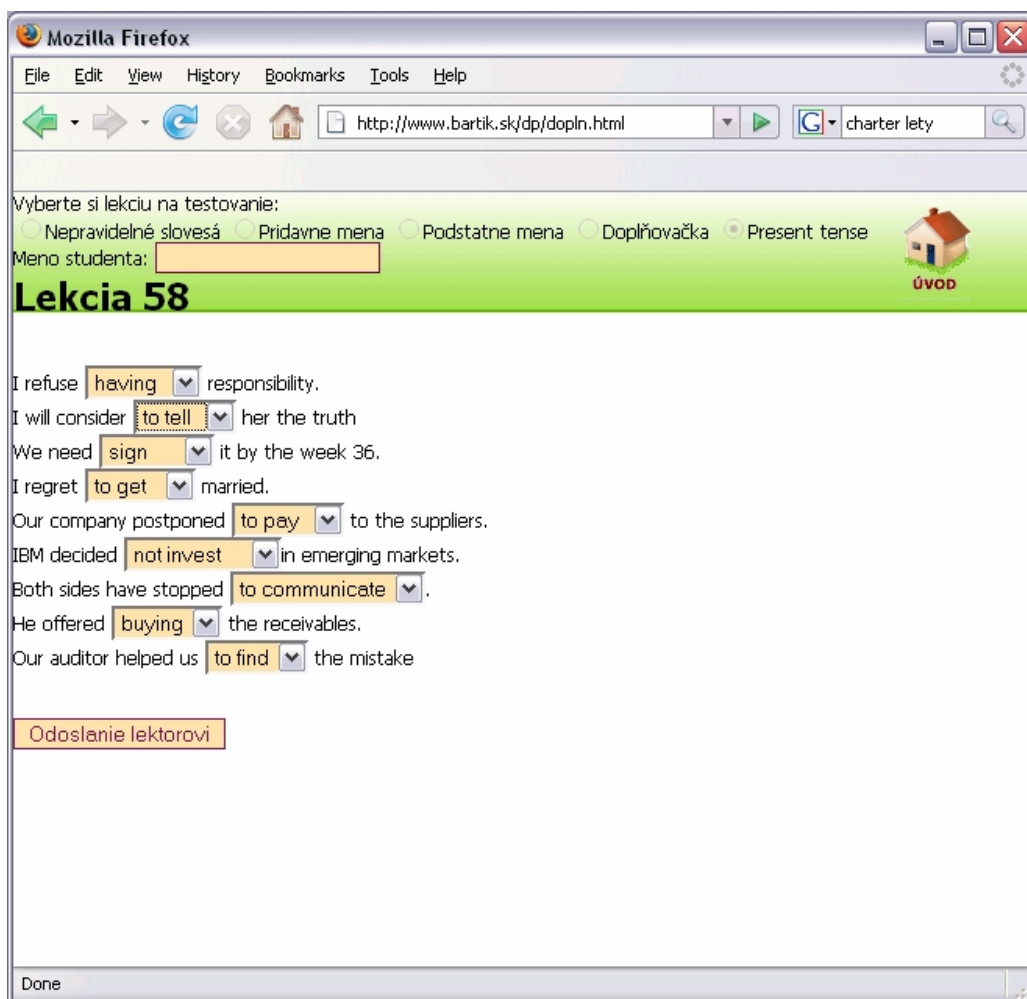 Mozilla Firefox
File Edit View History Bookmarks Tools Help
http://www.bartik.sk/dp/dopln.html G charter lety
Vyberte si lekciu na testovanie:
Nepravidelné slovesá Pridavne mena Podstatne mena Doplňovačka Present tense
Meno studenta:
ÚVOD
Lekcia 58
I refuse having responsibility.
I will consider to tell her the truth
We need sign it by the week 36.
I regret to get married.
Our company postponed to pay to the suppliers.
IBM decided not invest in emerging markets.
Both sides have stopped to communicate .
He offered buying the receivables.
Our auditor helped us to find the mistake
Odoslanie lektorovi
Done